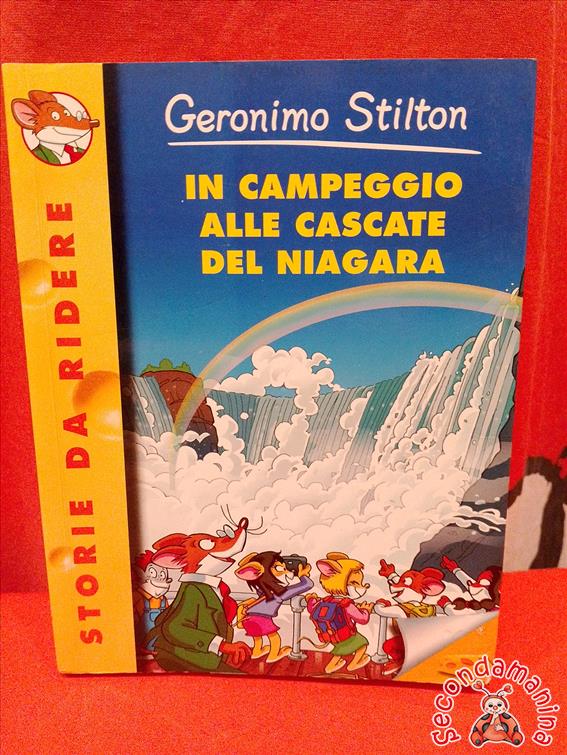 Geronimo Stilton
IN CAMPEGGIO
ALLE CASCATE
DEL NIAGARA
STORIE DA RIDERE
secondamanina